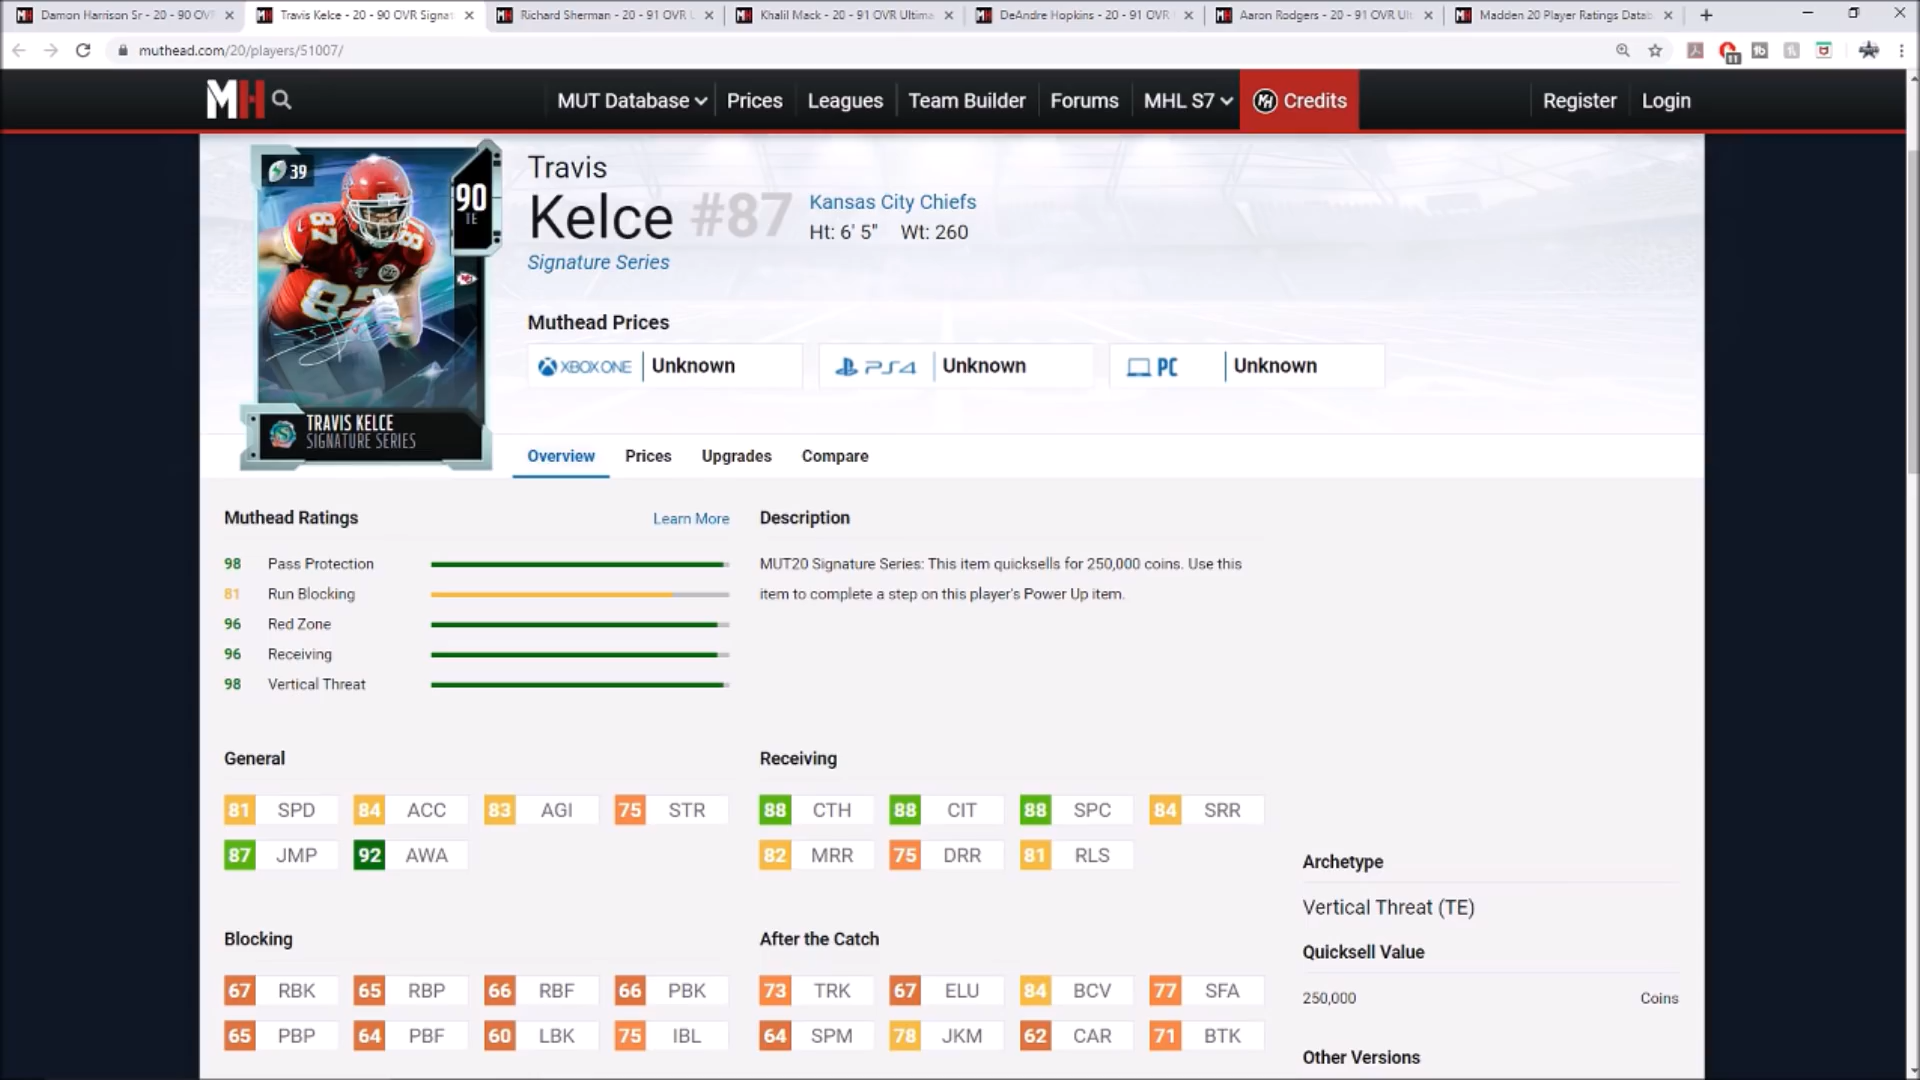 Damon Harrison Sr - 20 - 90 OVR
Travis Kelce - 20 - 90 OVR Signat
Richard Sherman - 20 - 91 OVR U
Khalil Mack - 20 - 91 OVR Ultima
DeAndre Hopkins - 20 - 91 OVR
Aaron Rodgers - 20 - 91 OVR Ult
Madden 20 Player Ratings Datab
muthead.com/20/players/51007/
MH
MUT Database
Prices
Leagues
Team Builder
Forums
MHL S7
Credits
Register
Login
39
90
TE
TRAVIS KELCE
SIGNATURE SERIES
Travis
Kelce #87
Kansas City Chiefs
Ht: 6' 5" Wt: 260
Signature Series
Muthead Prices
XBOX ONE Unknown
PS4 Unknown
PC Unknown
Overview
Prices
Upgrades
Compare
Muthead Ratings
Learn More
98 Pass Protection
81 Run Blocking
96 Red Zone
96 Receiving
98 Vertical Threat
Description
MUT20 Signature Series: This item quicksells for 250,000 coins. Use this
item to complete a step on this player's Power Up item.
General
81 SPD 84 ACC 83 AGI 75 STR
87 JMP 92 AWA
Receiving
88 CTH 88 CIT 88 SPC 84 SRR
82 MRR 75 DRR 81 RLS
Blocking
67 RBK 65 RBP 66 RBF 66 PBK
65 PBP 64 PBF 60 LBK 75 IBL
After the Catch
73 TRK 67 ELU 84 BCV 77 SFA
64 SPM 78 JKM 62 CAR 71 BTK
Archetype
Vertical Threat (TE)
Quicksell Value
250,000 Coins
Other Versions